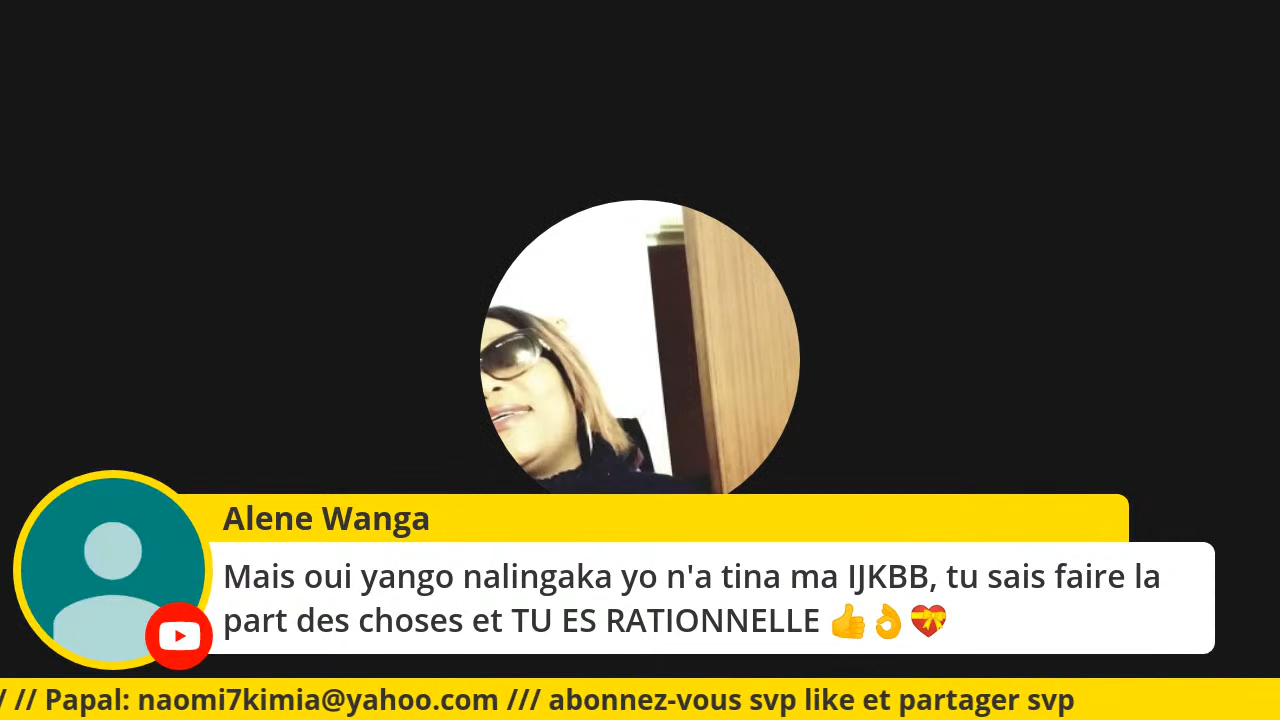 Alene Wanga
Mais oui yango nalingaka yo n'a tina ma IJKBB, tu sais faire la
part des choses et TU ES RATIONNELLE 👍👌💝
/ // Papal: naomi7kimia@yahoo.com /// abonnez-vous svp like et partager svp